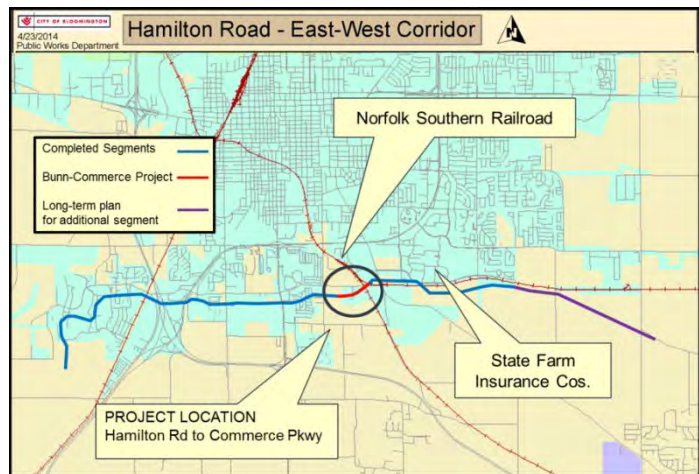 CITY OF BLOOMINGTON
4/23/2014
Public Works Department
Hamilton Road - East-West Corridor
N
Norfolk Southern Railroad
Completed Segments
Bunn-Commerce Project
Long-term plan
for additional segment
State Farm
Insurance Cos.
PROJECT LOCATION
Hamilton Rd to Commerce Pkwy